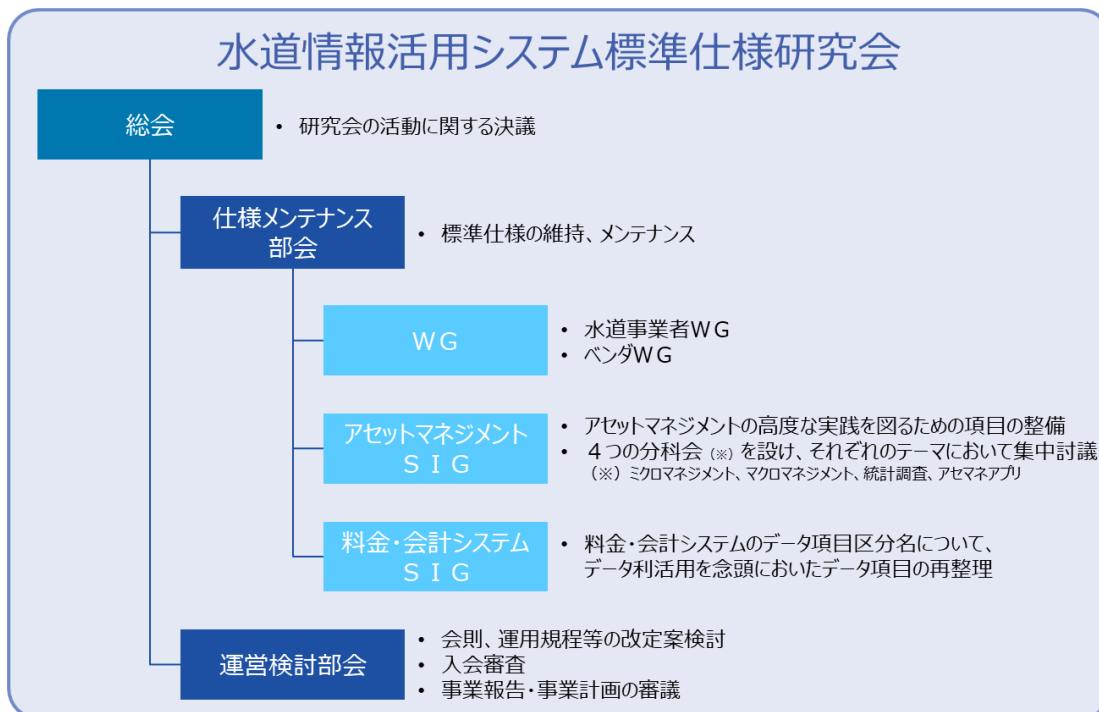 水道情報活用システム標準仕様研究会
総会
• 研究会の活動に関する決議
仕様メンテナンス
部会
• 標準仕様の維持、メンテナンス
ＷＧ
• 水道事業者ＷＧ
• ベンダＷＧ
アセットマネジメント
ＳＩＧ
• アセットマネジメントの高度な実践を図るための項目の整備
• ４つの分科会（※）を設け、それぞれのテーマにおいて集中討議
（※）ミクロマネジメント、マクロマネジメント、統計調査、アセマネアプリ
料金・会計システム
ＳＩＧ
• 料金・会計システムのデータ項目区分名について、
データ利活用を念頭においたデータ項目の再整理
運営検討部会
• 会則、運用規程等の改定案検討
• 入会審査
• 事業報告・事業計画の審議